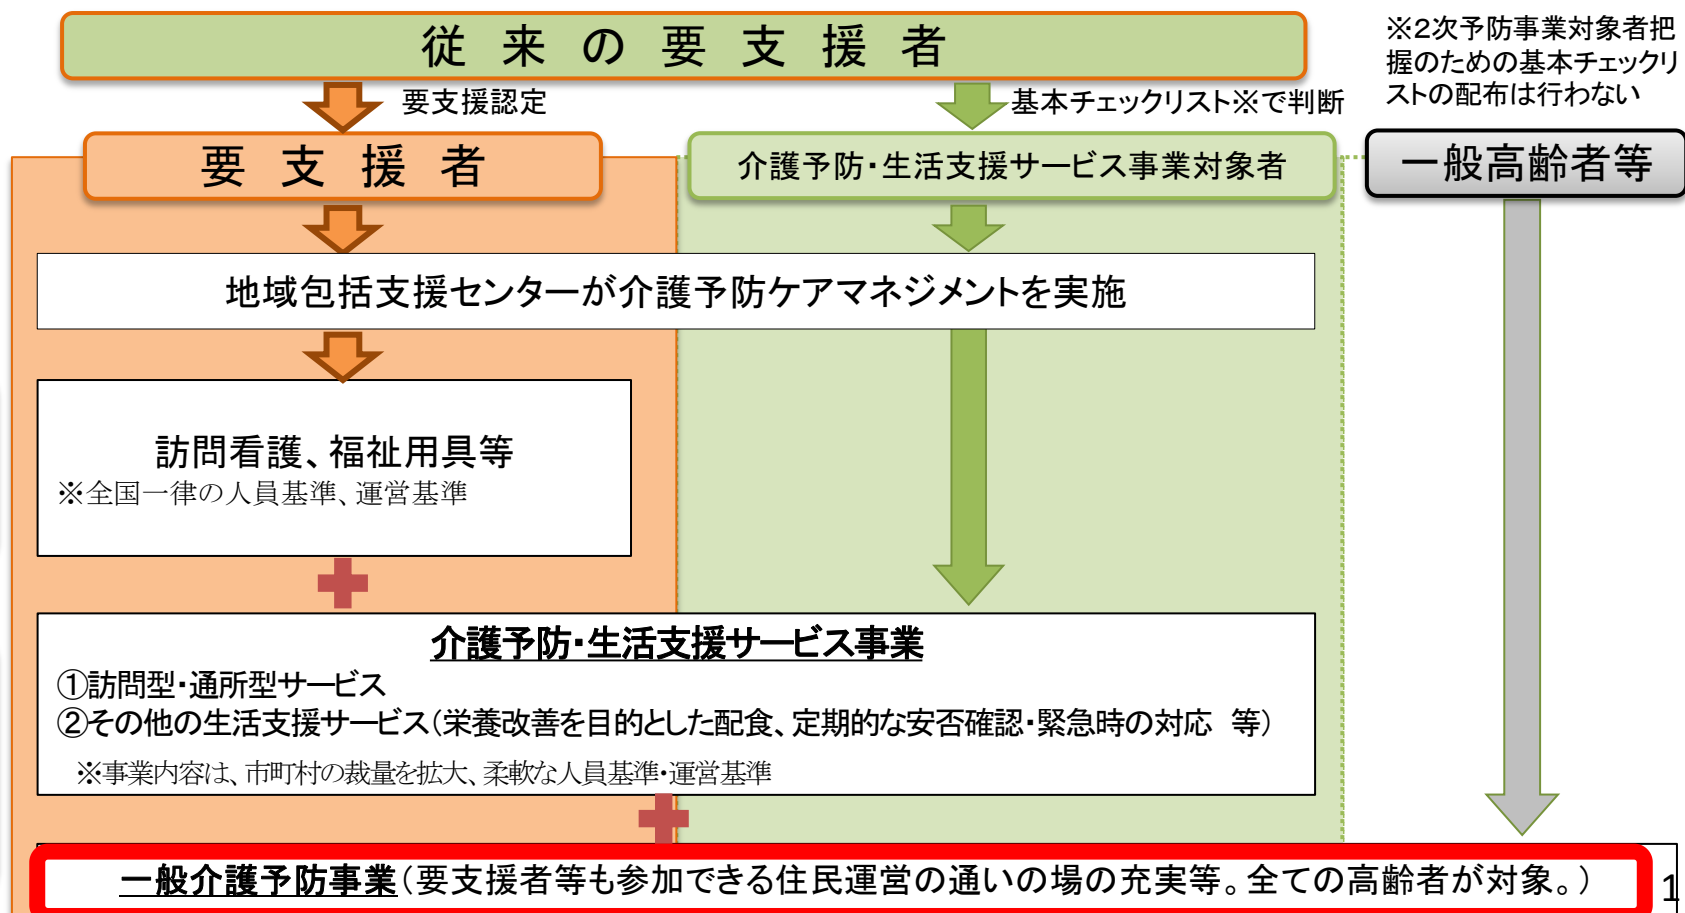 従来の要支援者
※2次予防事業対象者把
握のための基本チェックリ
ストの配布は行わない
要支援認定
基本チェックリスト※で判断
要支援者
介護予防・生活支援サービス事業対象者
一般高齢者等
地域包括支援センターが介護予防ケアマネジメントを実施
訪問看護、福祉用具等
※全国一律の人員基準、運営基準
介護予防・生活支援サービス事業
①訪問型・通所型サービス
②その他の生活支援サービス(栄養改善を目的とした配食、定期的な安否確認・緊急時の対応 等)
※事業内容は、市町村の裁量を拡大、柔軟な人員基準・運営基準
一般介護予防事業(要支援者等も参加できる住民運営の通いの場の充実等。全ての高齢者が対象。)
1